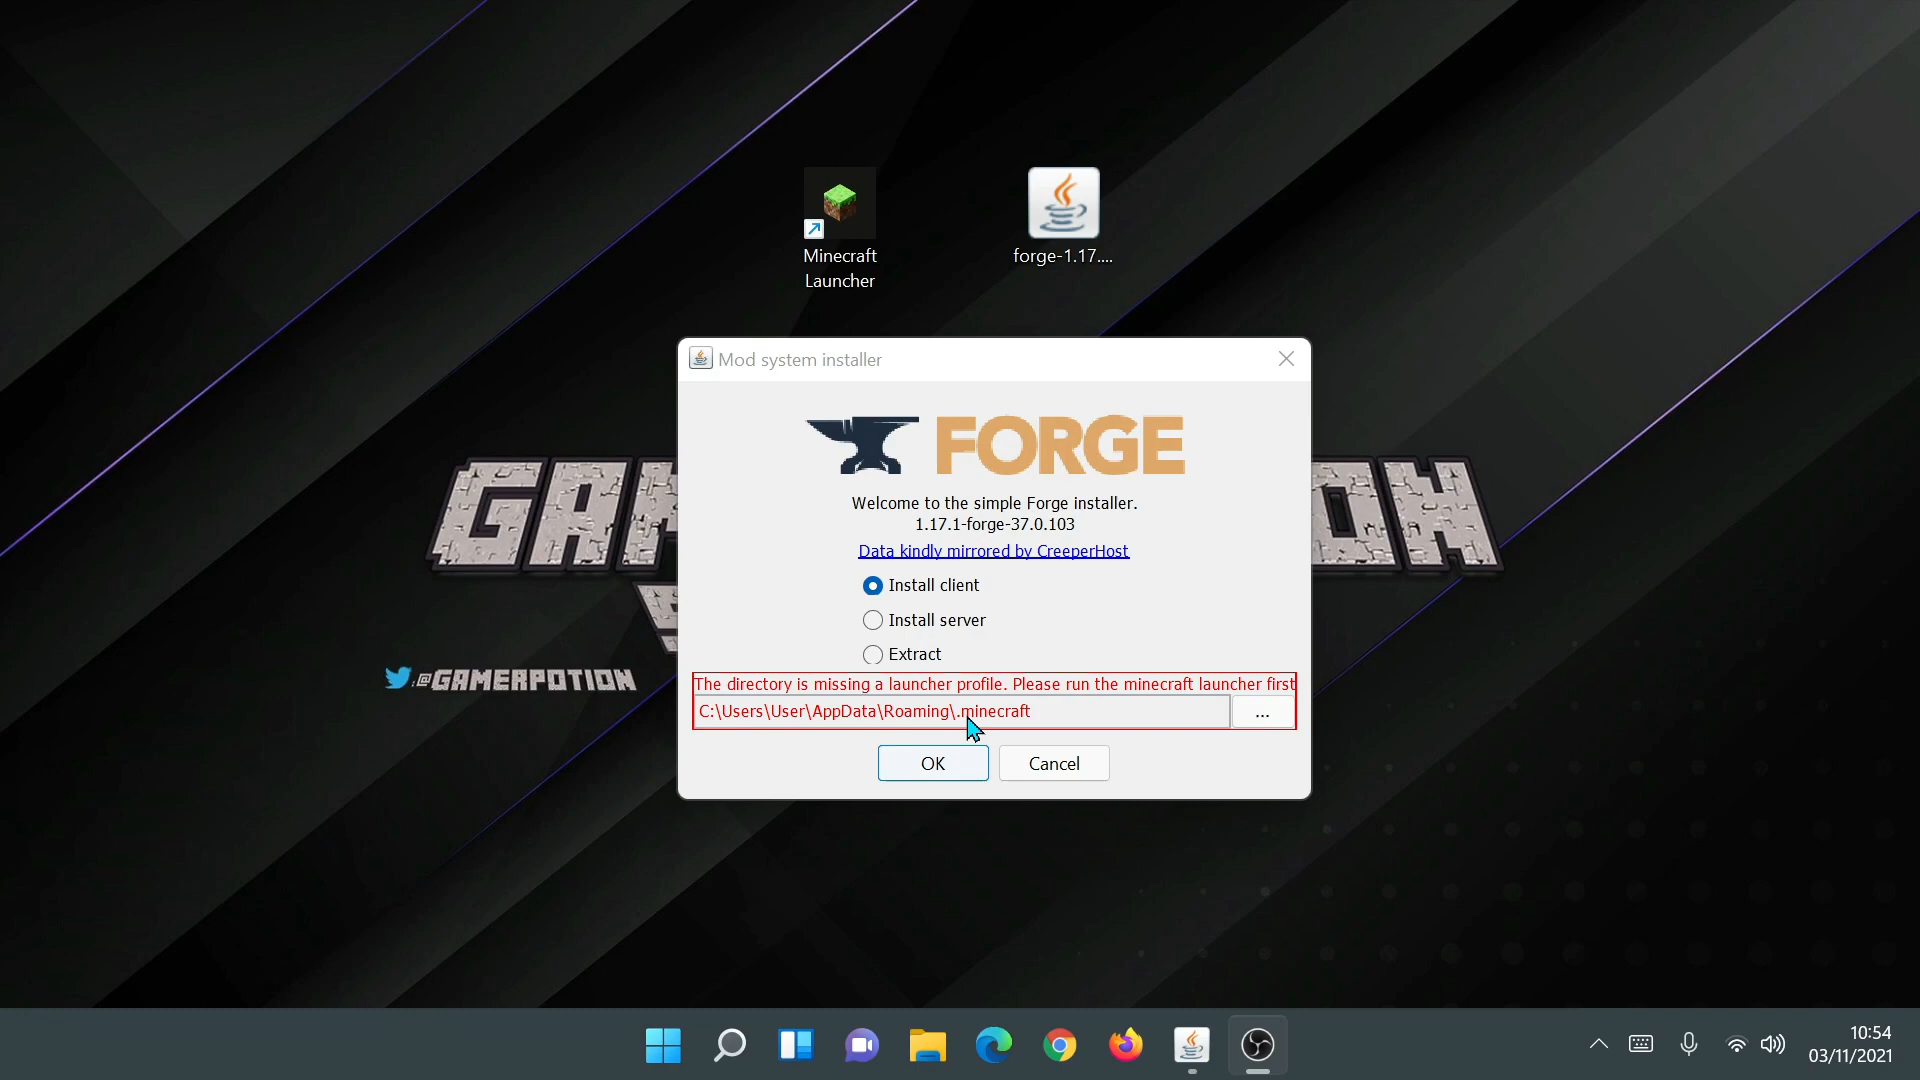 Minecraft
Launcher
forge-1.17....
Mod system installer
FORGE
Welcome to the simple Forge installer.
1.17.1-forge-37.0.103
Data kindly mirrored by CreeperHost
Install client
Install server
Extract
The directory is missing a launcher profile. Please run the minecraft launcher first
C:\Users\User\AppData\Roaming\.minecraft
...
OK
Cancel
:@GAMERPOTION
10:54
03/11/2021